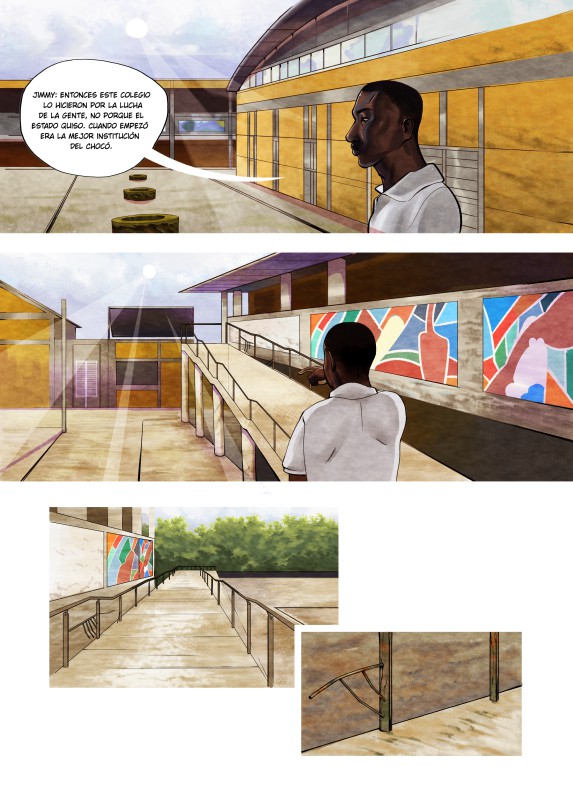 JIMMY: ENTONCES ESTE COLEGIO
LO HICIERON POR LA LUCHA
DE LA GENTE, NO PORQUE EL
ESTADO QUISO. CUANDO EMPEZÓ
ERA LA MEJOR INSTITUCIÓN
DEL CHOCÓ.